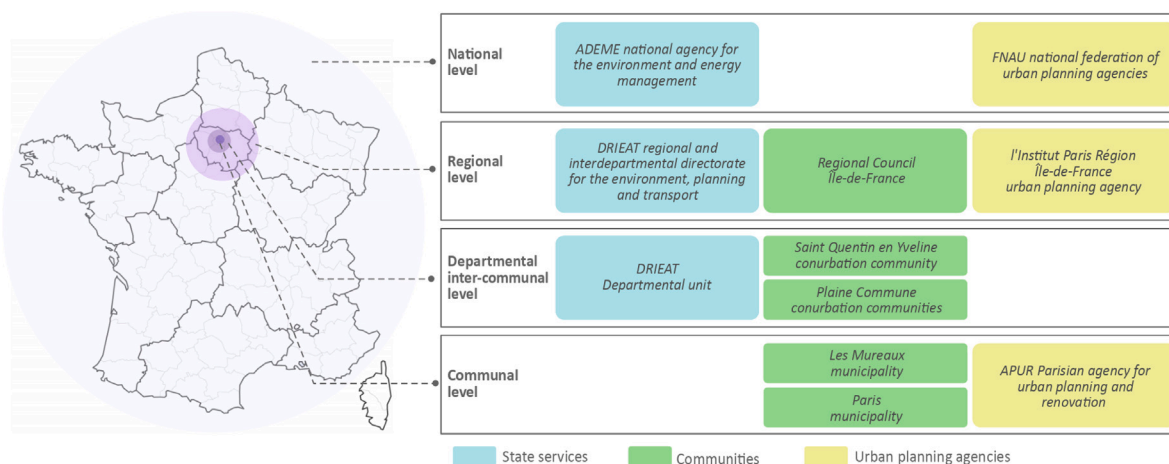 National
level
ADEME national agency for
the environment and energy
management
FNAU national federation of
urban planning agencies
Regional
level
DRIEAT regional and
interdepartmental directorate
for the environment, planning
and transport
Regional Council
Île-de-France
l'Institut Paris Région
Île-de-France
urban planning agency
Departmental
inter-communal
level
DRIEAT
Departmental unit
Saint Quentin en Yveline
conurbation community
Plaine Commune
conurbation communities
Communal
level
Les Mureaux
municipality
Paris
municipality
APUR Parisian agency for
urban planning and
renovation
State services
Communities
Urban planning agencies